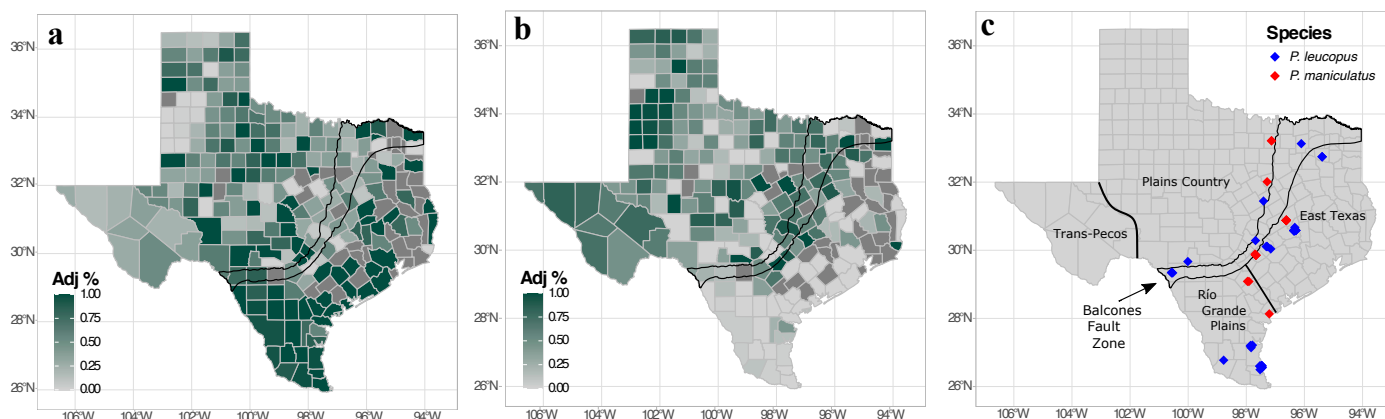 a
36°N
34°N
32°N
30°N
28°N
26°N
Adj %
1.00
0.75
0.50
0.25
0.00
106°W 104°W 102°W 100°W 98°W 96°W 94°W
b
36°N
34°N
32°N
30°N
28°N
26°N
Adj %
1.00
0.75
0.50
0.25
0.00
106°W 104°W 102°W 100°W 98°W 96°W 94°W
c
Species
P. leucopus
P. maniculatus
36°N
34°N
32°N
30°N
28°N
26°N
Plains Country
East Texas
Trans-Pecos
Río
Grande
Plains
Balcones
Fault
Zone
106°W 104°W 102°W 100°W 98°W 96°W 94°W